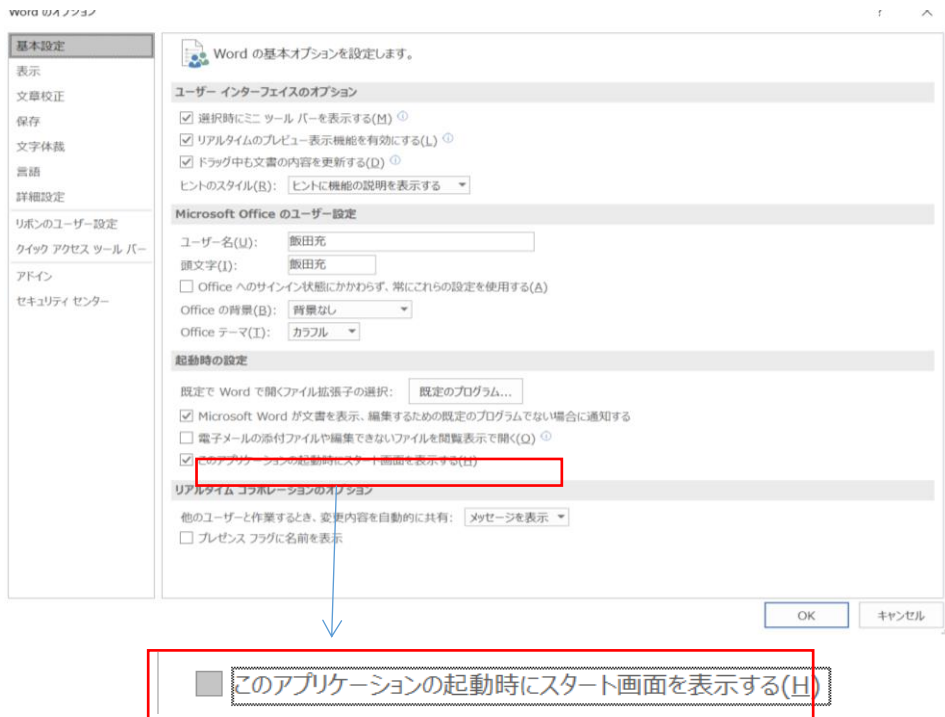 Word のオプション
基本設定
表示
文章校正
保存
文字体裁
言語
詳細設定
リボンのユーザー設定
クイック アクセス ツール バー
アドイン
セキュリティ センター
Word の基本オプションを設定します。
ユーザー インターフェイスのオプション
選択時にミニ ツール バーを表示する(M)
リアルタイムのプレビュー表示機能を有効にする(L)
ドラッグ中も文書の内容を更新する(D)
ヒントのスタイル(R): ヒントに機能の説明を表示する
Microsoft Office のユーザー設定
ユーザー名(U): 飯田充
頭文字(I): 飯田充
Office へのサインイン状態にかかわらず、常にこれらの設定を使用する(A)
Office の背景(B): 背景なし
Office テーマ(T): カラフル
起動時の設定
既定で Word で開くファイル拡張子の選択: 既定のプログラム...
Microsoft Word が文書を表示、編集するための既定のプログラムでない場合に通知する
電子メールの添付ファイルや編集できないファイルを閲覧表示で開く(O)
このアプリケーションの起動時にスタート画面を表示する(H)
リアルタイム コラボレーションのオプション
他のユーザーと作業するとき、変更内容を自動的に共有: メッセージを表示
プレゼンス フラグに名前を表示
OK キャンセル
このアプリケーションの起動時にスタート画面を表示する(H)